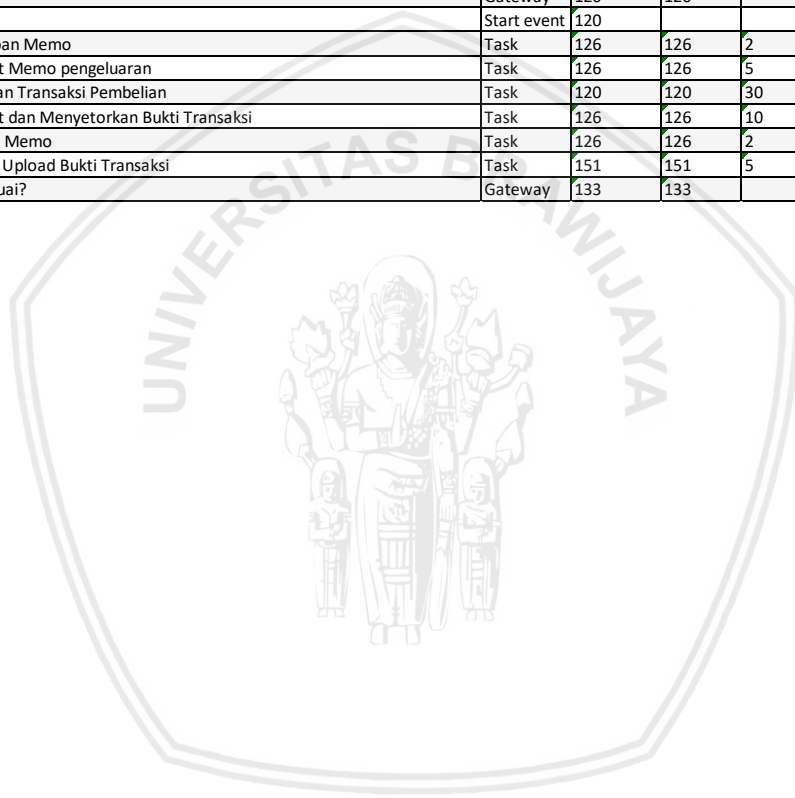 Start event 120
an Memo Task 126 126 2
t Memo pengeluaran Task 126 126 5
an Transaksi Pembelian Task 120 120 30
t dan Menyetorkan Bukti Transaksi Task 126 126 10
Memo Task 126 126 2
Upload Bukti Transaksi Task 151 151 5
uai? Gateway 133 133
UNIVERSITAS BRAWIJAYA